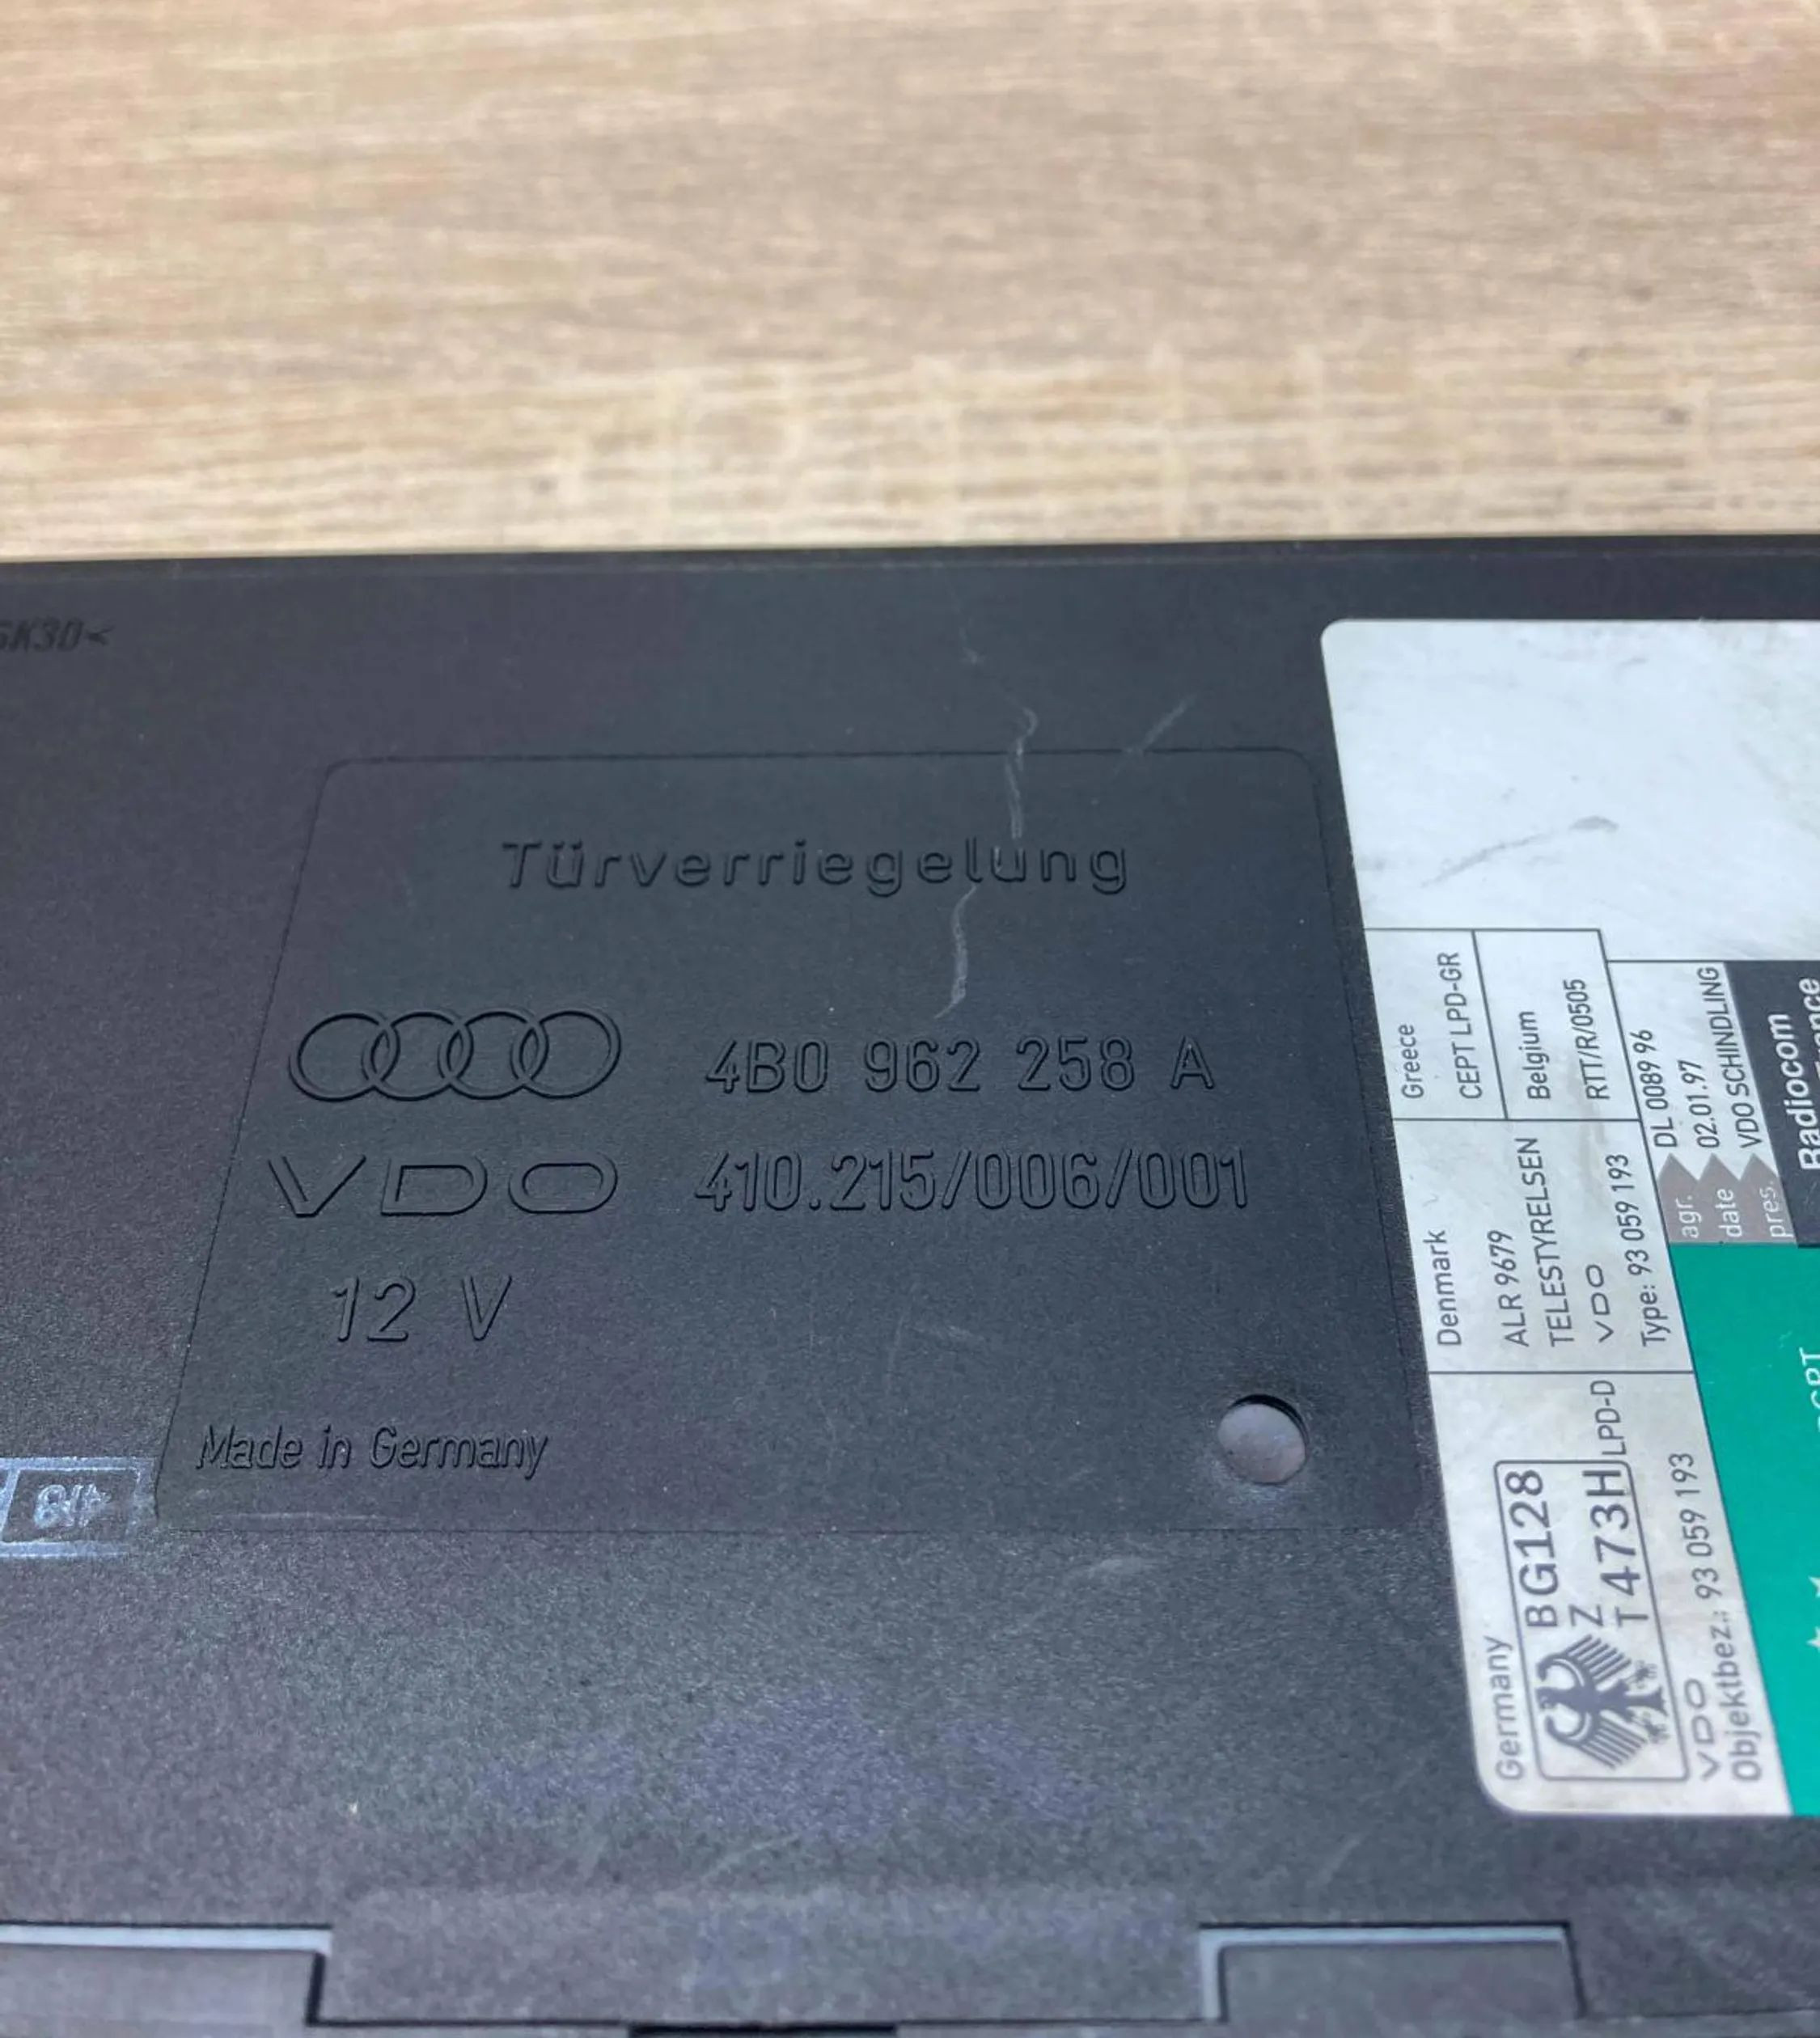 Türverriegelung
4B0 962 258 A
VDO 410.215/006/001
12 V
Made in Germany
Greece
CEPT LPD-GR
Belgium
RTT/R/0505
Denmark
ALR 9679
TELESTYRELSEN
VDO
Type: 93 059 193
agr. DL 0089 96
date 02.01.97
pres. VDO SCHINDLING
Radiocom
Germany
BG128
Z
T473H LPD-D
VDO
Objektbez.: 93 059 193